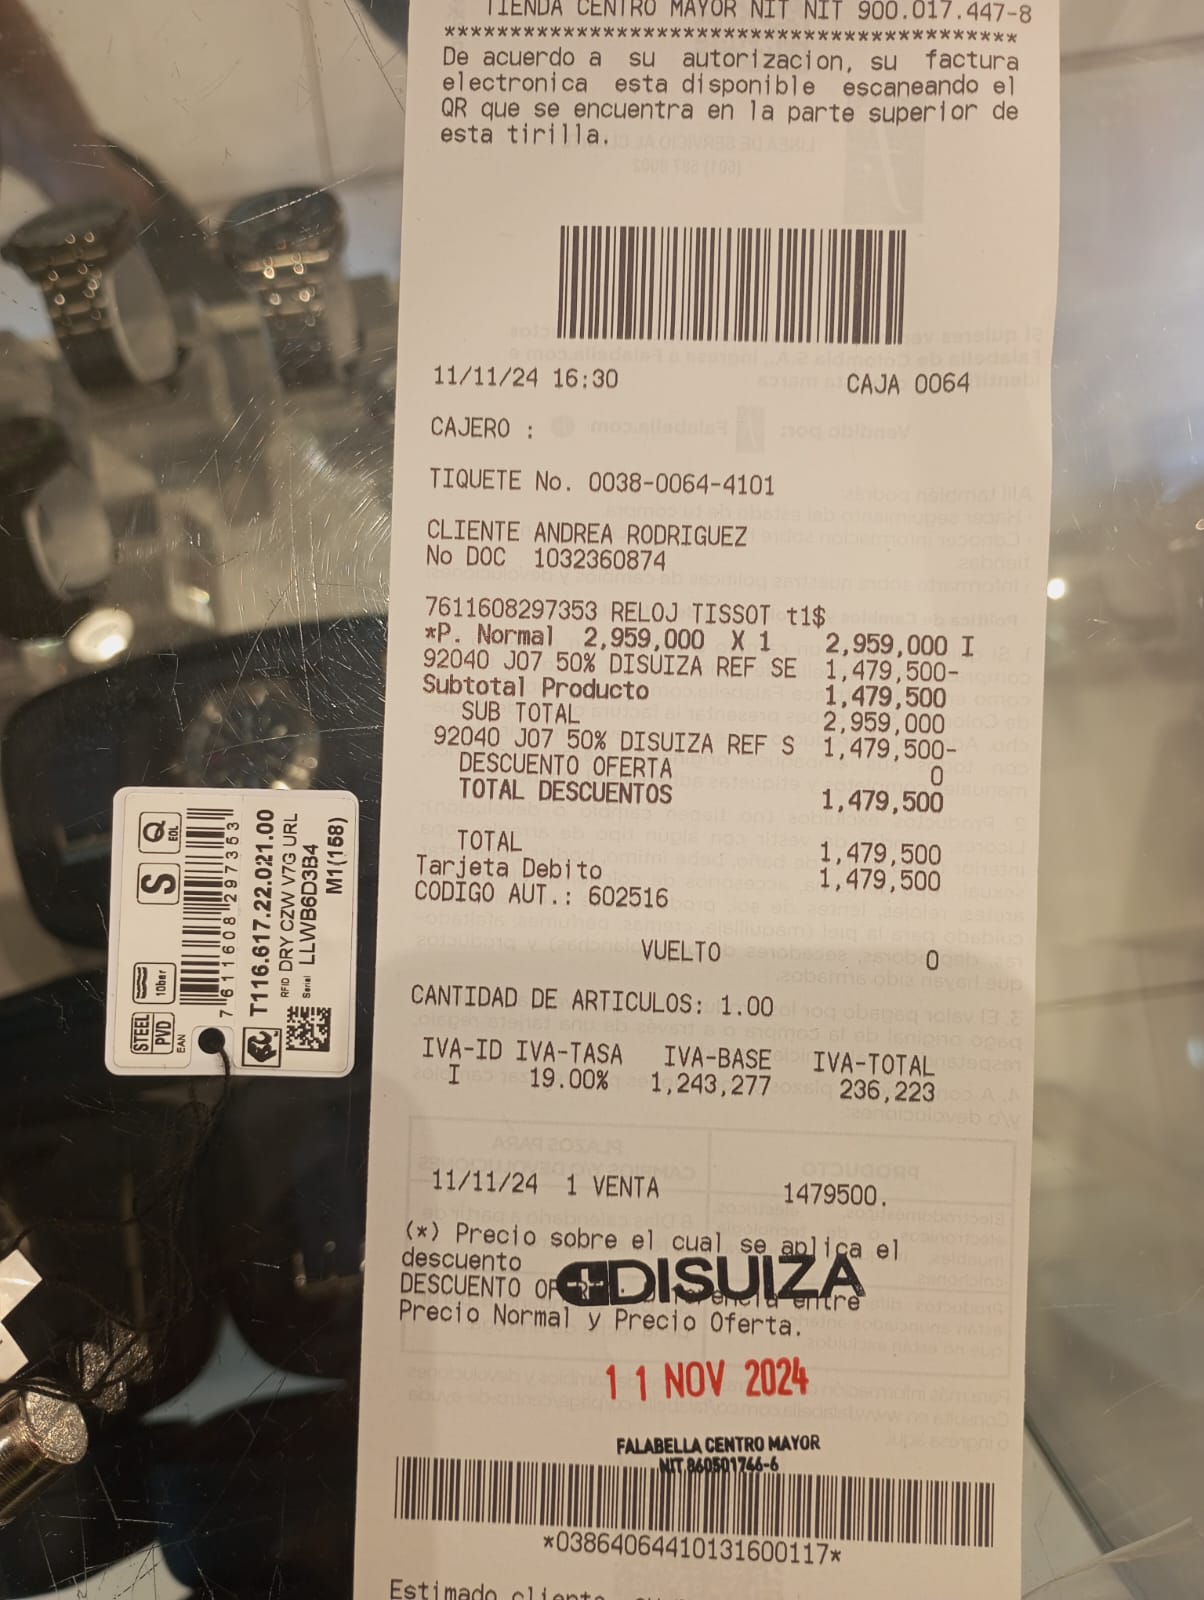 TIENDA CENTRO MAYOR NIT NIT 900.017.447-8
*******************************************
De acuerdo a su autorizacion, su factura
electronica esta disponible escaneando el
QR que se encuentra en la parte superior de
esta tirilla.
11/11/24 16:30 CAJA 0064
CAJERO :
TIQUETE No. 0038-0064-4101
CLIENTE ANDREA RODRIGUEZ
No DOC 1032360874
7611608297353 RELOJ TISSOT t1$
*P. Normal 2,959,000 X 1 2,959,000 I
92040 J07 50% DISUIZA REF SE 1,479,500-
Subtotal Producto 1,479,500
SUB TOTAL 2,959,000
92040 J07 50% DISUIZA REF S 1,479,500-
DESCUENTO OFERTA 0
TOTAL DESCUENTOS 1,479,500
TOTAL 1,479,500
Tarjeta Debito 1,479,500
CODIGO AUT.: 602516
VUELTO 0
CANTIDAD DE ARTICULOS: 1.00
IVA-ID IVA-TASA IVA-BASE IVA-TOTAL
I 19.00% 1,243,277 236,223
11/11/24 1 VENTA 1479500.
(*) Precio sobre el cual se aplica el
descuento
DISUIZA
DESCUENTO entre
Precio Normal y Precio Oferta.
11 NOV 2024
FALABELLA CENTRO MAYOR
NIT 860501766-6
*03864064410131600117*
Estimado cliente
STEEL
PVD
10bar
S
EOL
EAN
7611608297353
T116.617.22.021.00
RFID DRY CZW V7G URL
Serial LLWB6D3B4
M1(158)